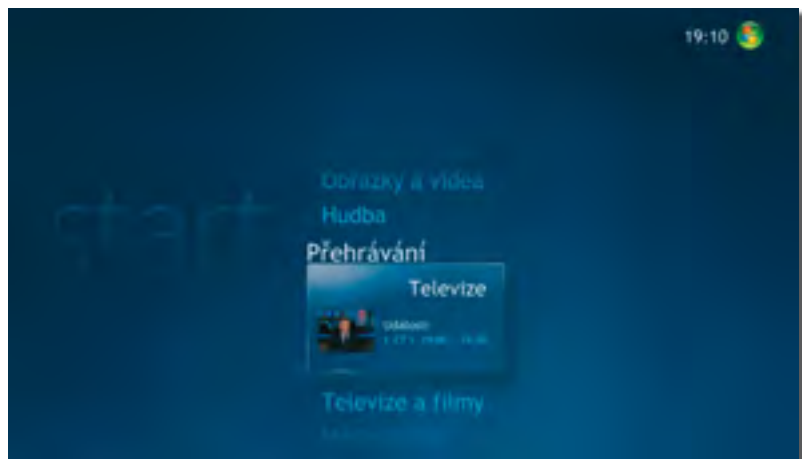 19:10
start
Obrázky a videa
Hudba
Přehrávání
Televize
Události
Televize a filmy